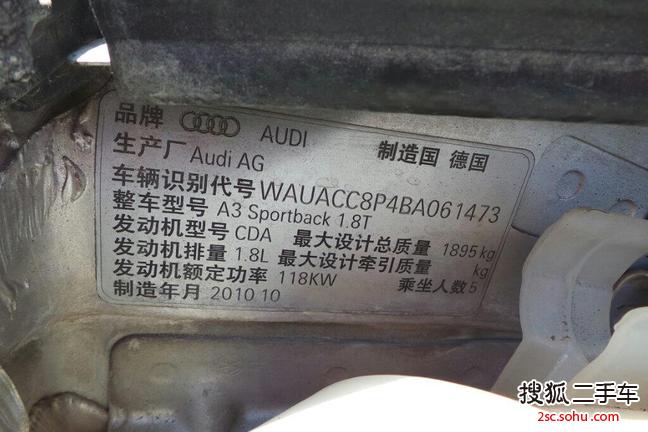 品牌 AUDI 制造国 德国
生产厂 Audi AG
车辆识别代号 WAUACC8P4BA061473
整车型号 A3 Sportback 1.8T
发动机型号 CDA 最大设计总质量 1895 kg
发动机排量 1.8L 最大设计牵引质量 kg
发动机额定功率 118KW 乘坐人数 5
制造年月 2010 10
搜狐二手车
2sc.sohu.com